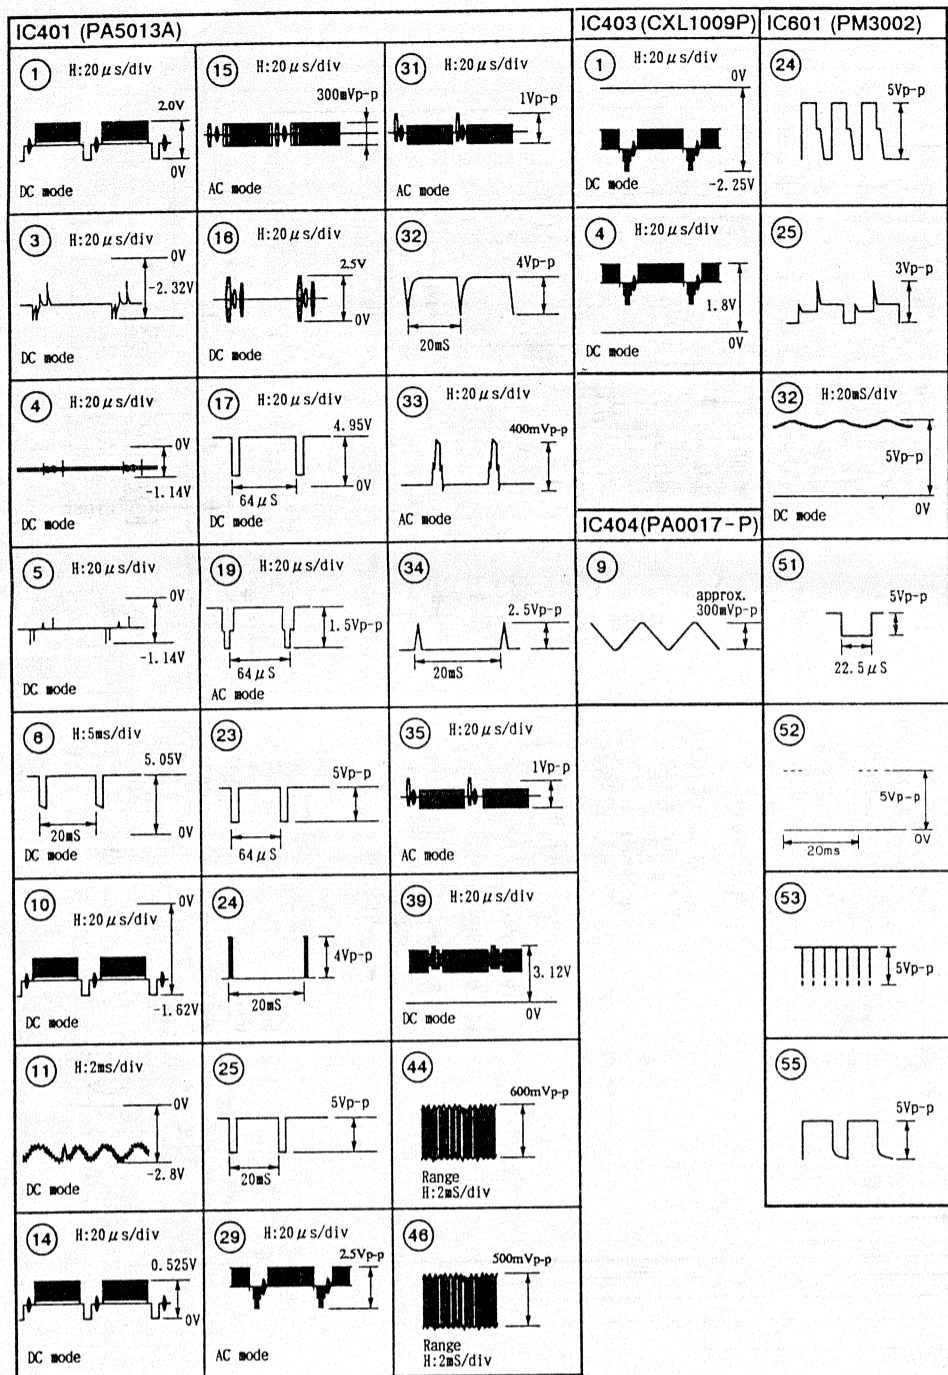 IC401 (PA5013A)
1
H:20μs/div
2.0V
0V
DC mode
3
H:20μs/div
0V
-2.32V
DC mode
4
H:20μs/div
0V
-1.14V
DC mode
5
H:20μs/div
0V
-1.14V
DC mode
6
H:5ms/div
5.05V
20mS
0V
DC mode
10
0V
H:20μs/div
-1.62V
DC mode
11
H:2ms/div
0V
-2.8V
DC mode
14
H:20μs/div
0.525V
0V
DC mode
15
H:20μs/div
300mVp-p
AC mode
16
H:20μs/div
2.5V
0V
DC mode
17
H:20μs/div
4.95V
64μS
0V
DC mode
19
H:20μs/div
1.5Vp-p
64μS
AC mode
23
5Vp-p
64μS
24
4Vp-p
20mS
25
5Vp-p
20mS
29
H:20μs/div
2.5Vp-p
AC mode
31
H:20μs/div
1Vp-p
AC mode
32
4Vp-p
20mS
33
H:20μs/div
400mVp-p
AC mode
34
2.5Vp-p
20mS
35
H:20μs/div
1Vp-p
AC mode
39
H:20μs/div
3.12V
0V
DC mode
44
600mVp-p
Range
H:2mS/div
46
500mVp-p
Range
H:2mS/div
IC403 (CXL1009P)
1
H:20μs/div
0V
DC mode
-2.25V
4
H:20μs/div
1.8V
0V
DC mode
IC404(PA0017-P)
9
approx.
300mVp-p
IC601 (PM3002)
24
5Vp-p
25
3Vp-p
32
H:20mS/div
5Vp-p
0V
DC mode
51
5Vp-p
22.5μS
52
5Vp-p
20ms
0V
53
5Vp-p
55
5Vp-p